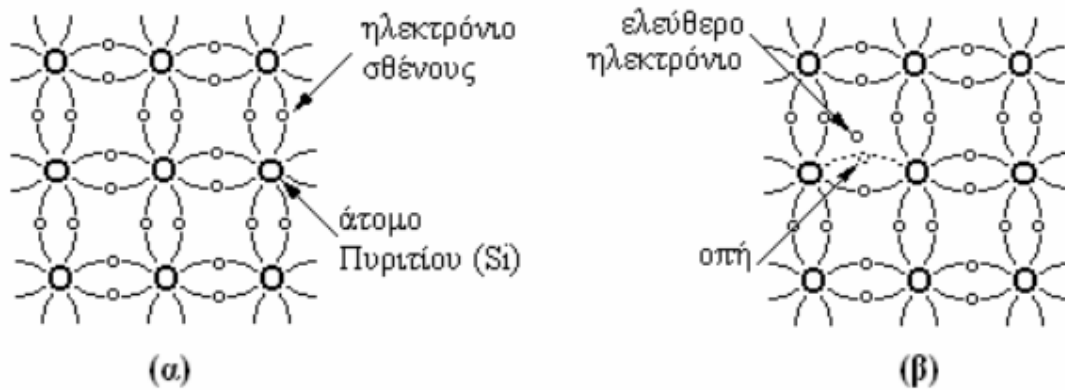 ηλεκτρόνιο
σθένους
άτομο
Πυριτίου (Si)
(α)
ελεύθερο
ηλεκτρόνιο
οπή
(β)